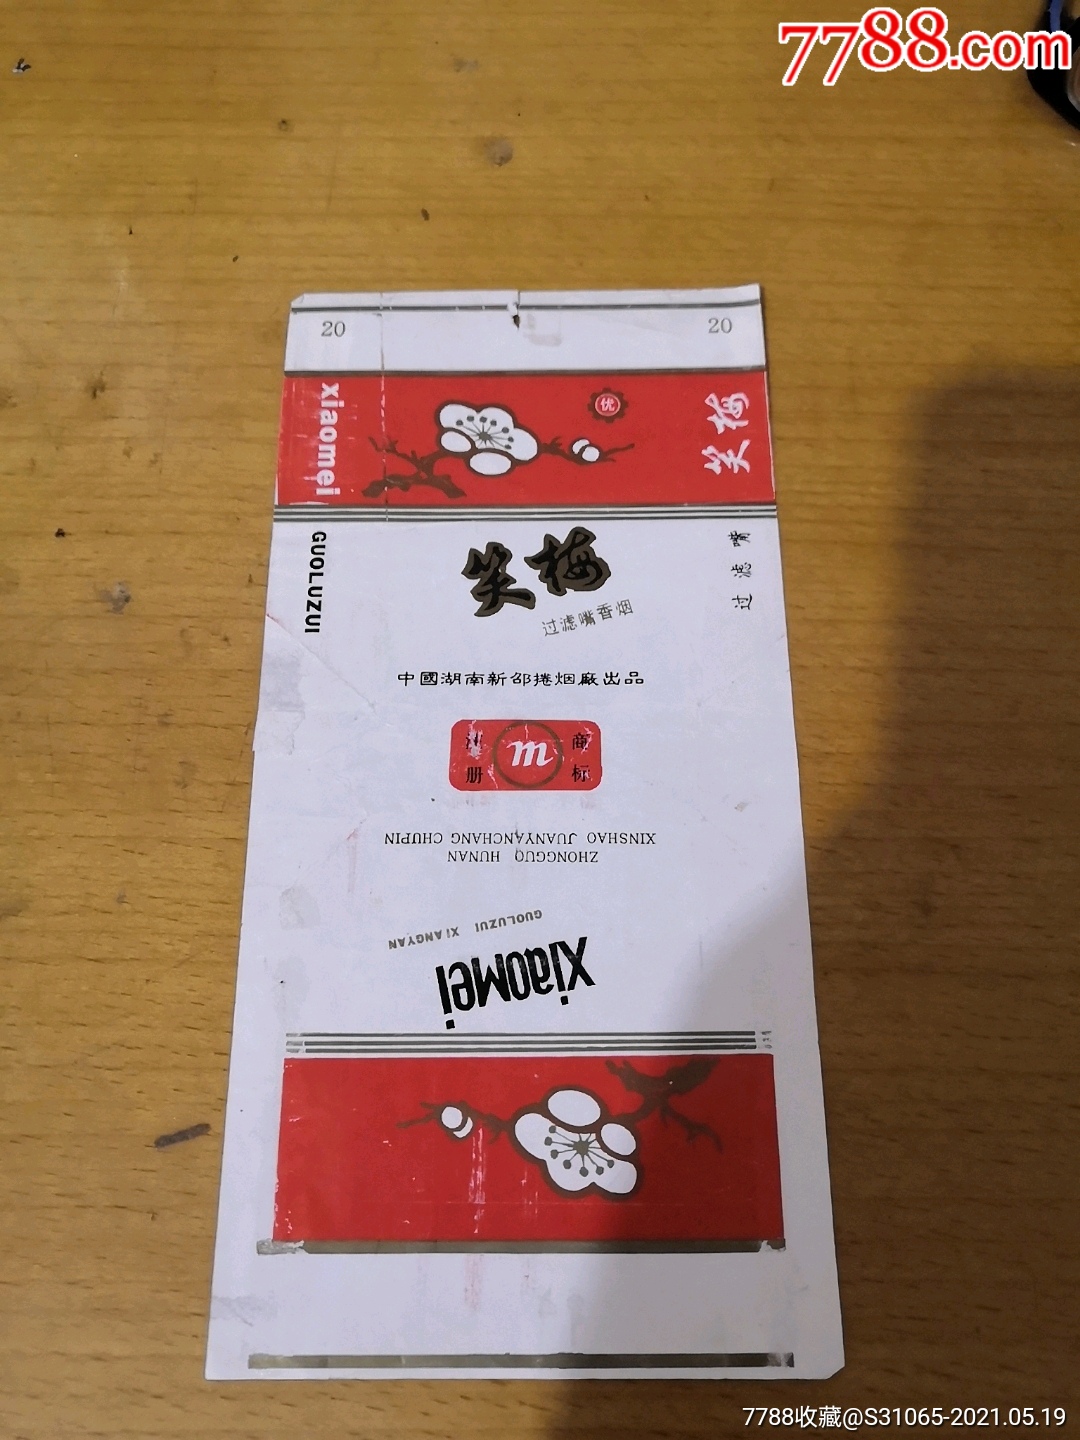 7788.com
20
20
xiaomei
优
笑梅
GUOLUZUI
笑梅
过滤嘴香烟
过滤嘴
中國湖南新邵捲烟廠出品
注册
m
商标
ZHONGGUO HUNAN
XINSHAO JUANYANCHANG CHUPIN
xiaomei
GUOLUZUI XIANGYAN
7788收藏@S31065-2021.05.19